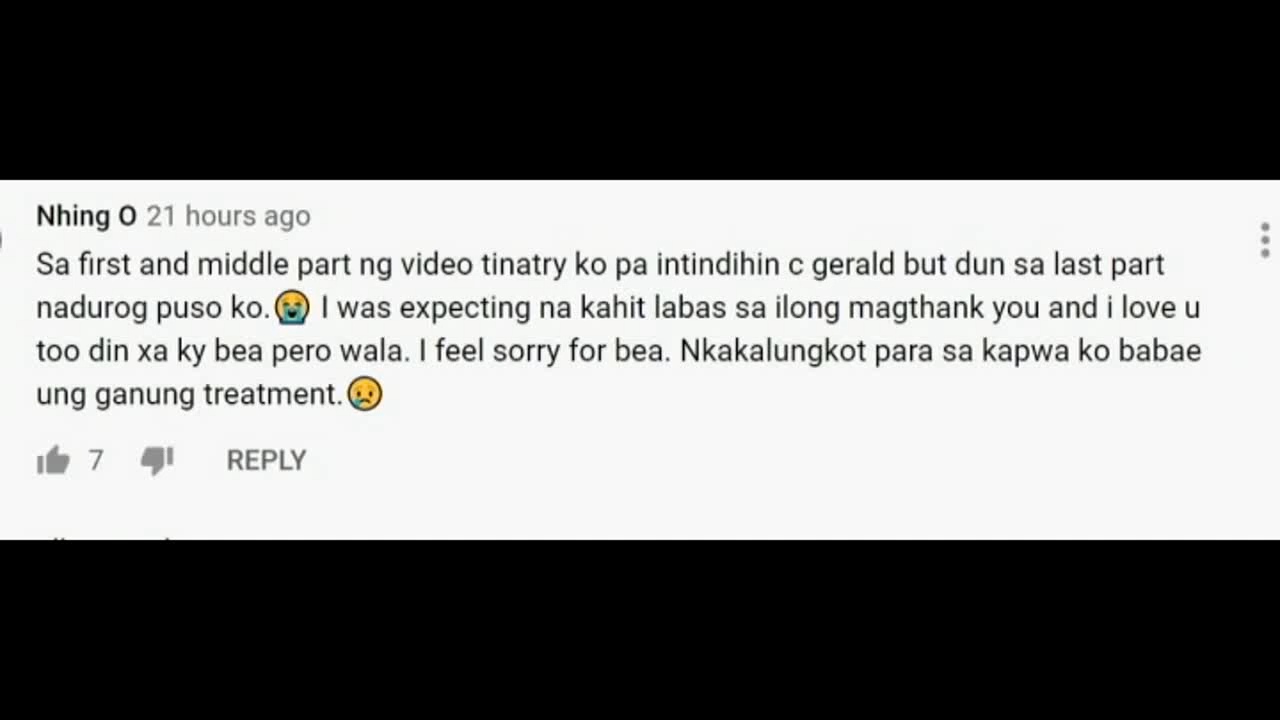 Nhing O 21 hours ago
Sa first and middle part ng video tinatry ko pa intindihin c gerald but dun sa last part
nadurog puso ko.😭 I was expecting na kahit labas sa ilong magthank you and i love u
too din xa ky bea pero wala. I feel sorry for bea. Nkakalungkot para sa kapwa ko babae
ung ganung treatment.😢
7 REPLY